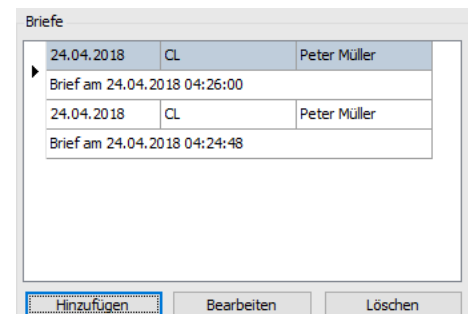 Briefe
24.04.2018 CL Peter Müller
Brief am 24.04.2018 04:26:00
24.04.2018 CL Peter Müller
Brief am 24.04.2018 04:24:48
Hinzufügen Bearbeiten Löschen